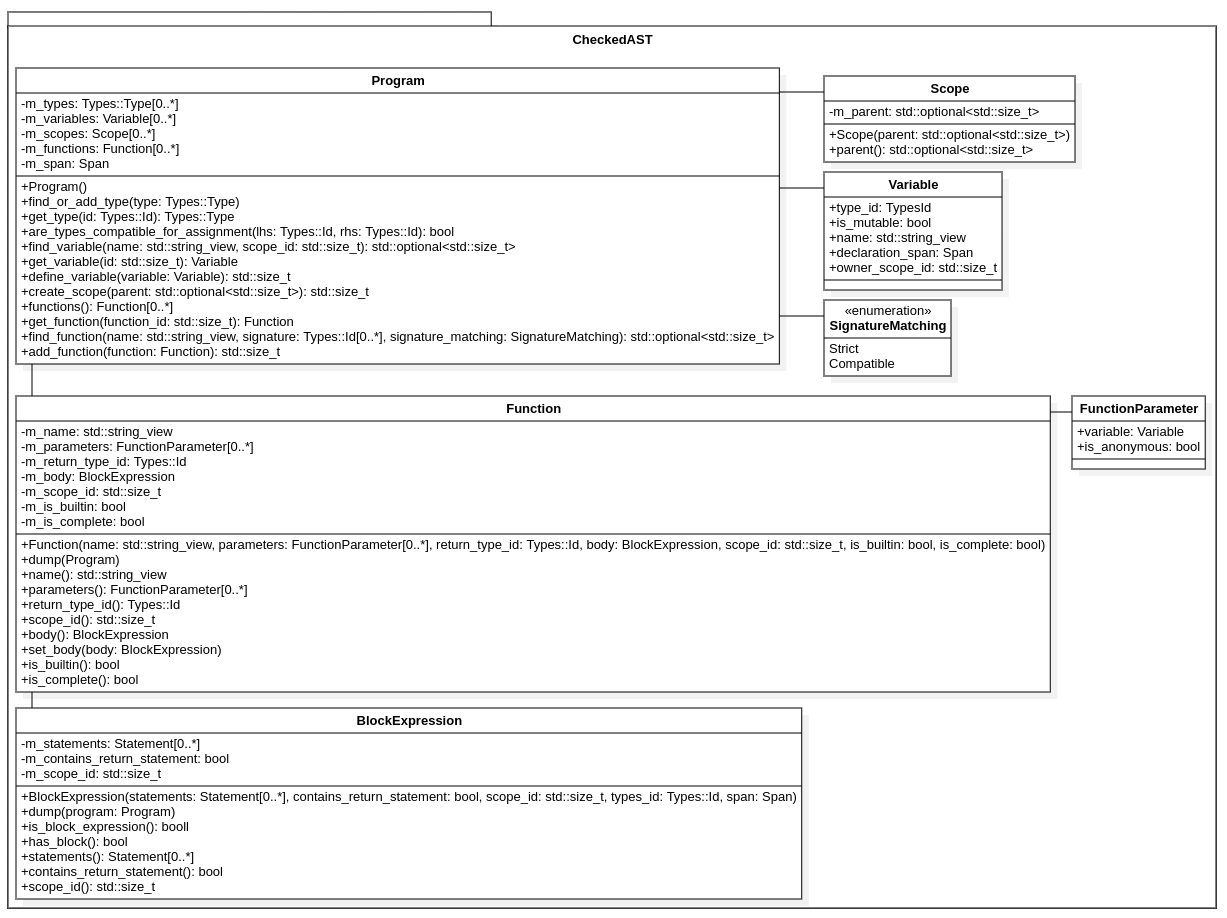 CheckedAST
Program
-m_types: Types::Type[0..*]
-m_variables: Variable[0..*]
-m_scopes: Scope[0..*]
-m_functions: Function[0..*]
-m_span: Span
+Program()
+find_or_add_type(type: Types::Type)
+get_type(id: Types::Id): Types::Type
+are_types_compatible_for_assignment(lhs: Types::Id, rhs: Types::Id): bool
+find_variable(name: std::string_view, scope_id: std::size_t): std::optional<std::size_t>
+get_variable(id: std::size_t): Variable
+define_variable(variable: Variable): std::size_t
+create_scope(parent: std::optional<std::size_t>): std::size_t
+functions(): Function[0..*]
+get_function(function_id: std::size_t): Function
+find_function(name: std::string_view, signature: Types::Id[0..*], signature_matching: SignatureMatching): std::optional<std::size_t>
+add_function(function: Function): std::size_t
Scope
-m_parent: std::optional<std::size_t>
+Scope(parent: std::optional<std::size_t>)
+parent(): std::optional<std::size_t>
Variable
+type_id: TypesId
+is_mutable: bool
+name: std::string_view
+declaration_span: Span
+owner_scope_id: std::size_t
«enumeration»
SignatureMatching
Strict
Compatible
Function
-m_name: std::string_view
-m_parameters: FunctionParameter[0..*]
-m_return_type_id: Types::Id
-m_body: BlockExpression
-m_scope_id: std::size_t
-m_is_builtin: bool
-m_is_complete: bool
+Function(name: std::string_view, parameters: FunctionParameter[0..*], return_type_id: Types::Id, body: BlockExpression, scope_id: std::size_t, is_builtin: bool, is_complete: bool)
+dump(Program)
+name(): std::string_view
+parameters(): FunctionParameter[0..*]
+return_type_id(): Types::Id
+scope_id(): std::size_t
+body(): BlockExpression
+set_body(body: BlockExpression)
+is_builtin(): bool
+is_complete(): bool
FunctionParameter
+variable: Variable
+is_anonymous: bool
BlockExpression
-m_statements: Statement[0..*]
-m_contains_return_statement: bool
-m_scope_id: std::size_t
+BlockExpression(statements: Statement[0..*], contains_return_statement: bool, scope_id: std::size_t, types_id: Types::Id, span: Span)
+dump(program: Program)
+is_block_expression(): booll
+has_block(): bool
+statements(): Statement[0..*]
+contains_return_statement(): bool
+scope_id(): std::size_t